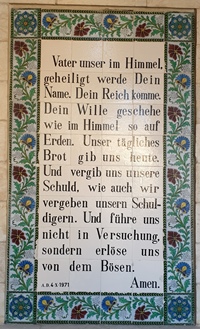 Vater unser im Himmel,
geheiligt werde Dein
Name. Dein Reich komme.
Dein Wille geschehe
wie im Himmel so auf
Erden. Unser tägliches
Brot gib uns heute.
Und vergib uns unsere
Schuld, wie auch wir
vergeben unsern Schul-
digern. Und führe uns
nicht in Versuchung,
sondern erlöse uns
von dem Bösen.
Amen.